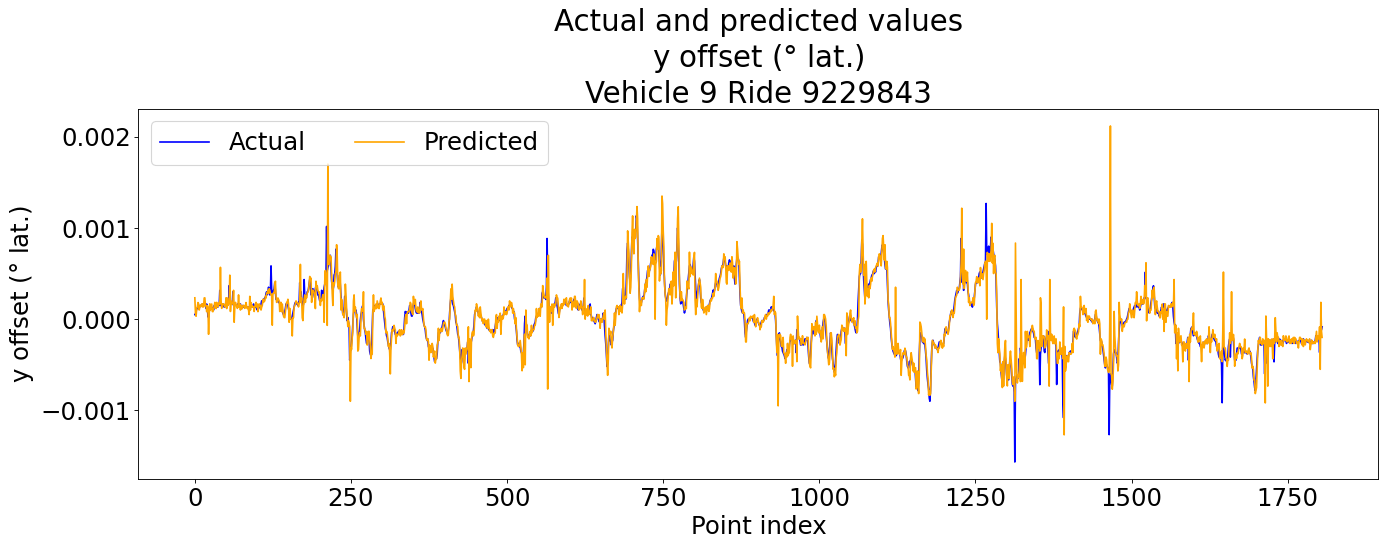 Actual and predicted values
y offset (° lat.)
Vehicle 9 Ride 9229843
Actual
Predicted
y offset (° lat.)
0.002
0.001
0.000
−0.001
0 250 500 750 1000 1250 1500 1750
Point index